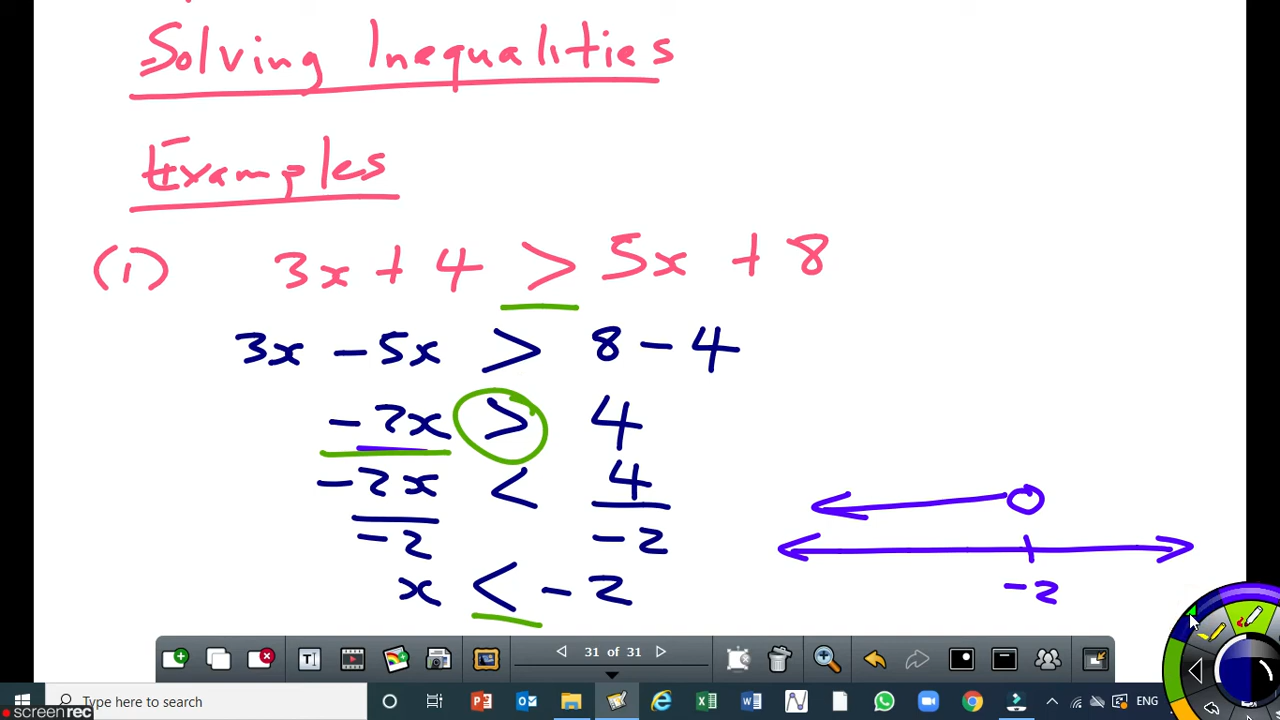 Solving Inequalities
Examples
(1) 3x + 4 > 5x + 8
3x - 5x > 8 - 4
-2x > 4
-2x < 4
-2 -2
x < -2
-2
T
31 of 31
Type here to search
ENG
screenrec